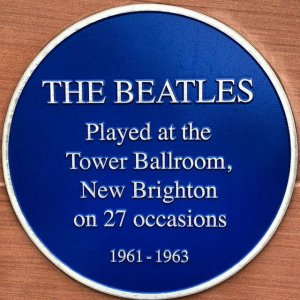 THE BEATLES
Played at the
Tower Ballroom,
New Brighton
on 27 occasions
1961 - 1963